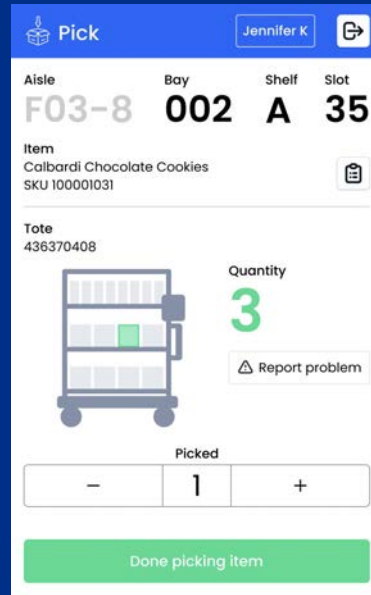 Pick
Jennifer K
Aisle Bay Shelf Slot
F03-8 002 A 35
Item
Calbardi Chocolate Cookies
SKU 100001031
Tote
436370408
Quantity
3
Report problem
Picked
− 1 +
Done picking item